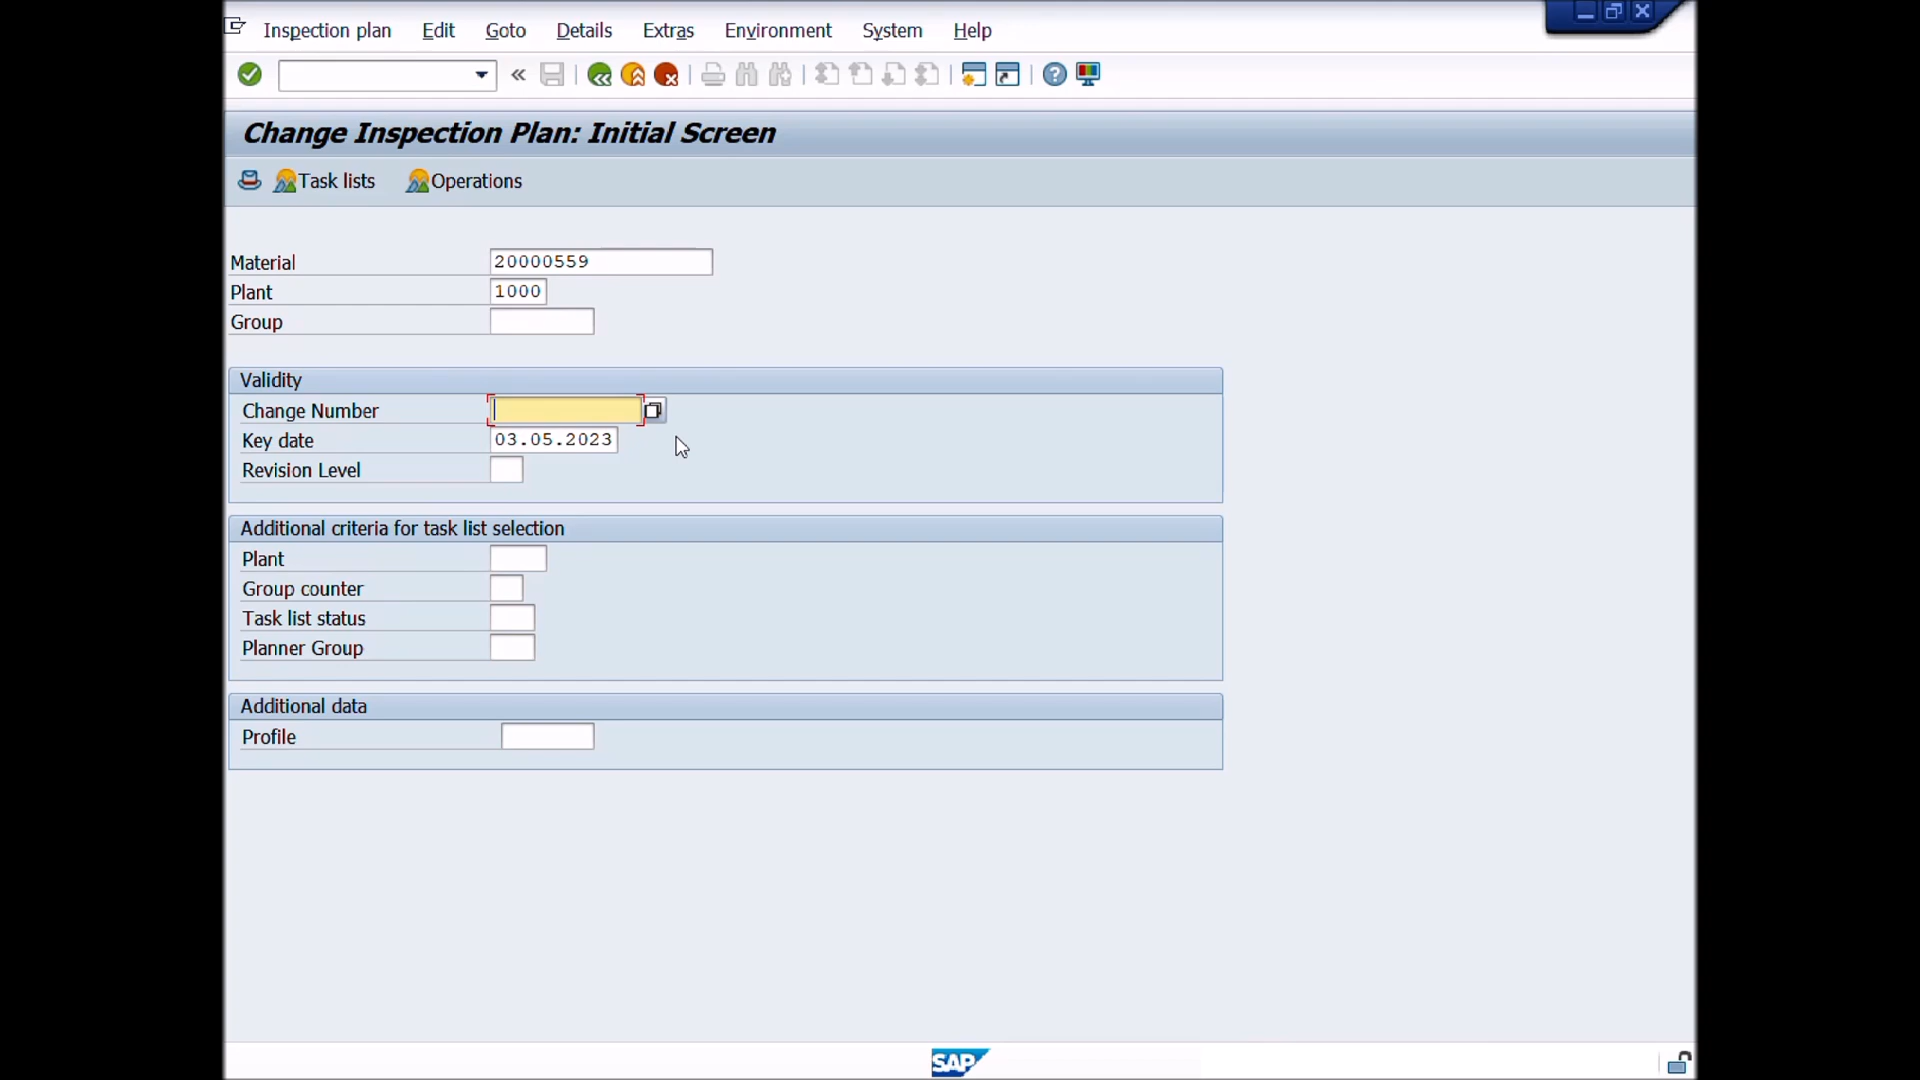 Inspection plan Edit Goto Details Extras Environment System Help
Change Inspection Plan: Initial Screen
Task lists Operations
Material 20000559
Plant 1000
Group
Validity
Change Number
Key date 03.05.2023
Revision Level
Additional criteria for task list selection
Plant
Group counter
Task list status
Planner Group
Additional data
Profile
SAP